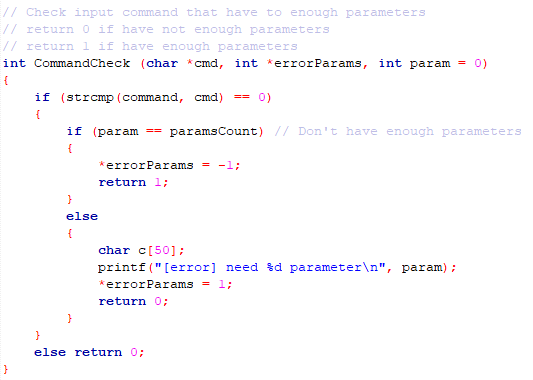 // Check input command that have to enough parameters
// return 0 if have not enough parameters
// return 1 if have enough parameters
int CommandCheck (char *cmd, int *errorParams, int param = 0)
{
    if (strcmp(command, cmd) == 0)
    {
        if (param == paramsCount) // Don't have enough parameters
        {
            *errorParams = -1;
            return 1;
        }
        else
        {
            char c[50];
            printf("[error] need %d parameter\n", param);
            *errorParams = 1;
            return 0;
        }
    }
    else return 0;
}